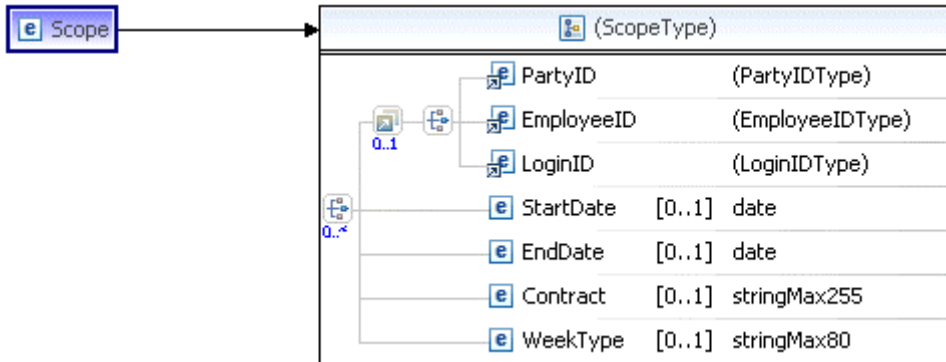 e Scope
(ScopeType)
e PartyID (PartyIDType)
0..1
e EmployeeID (EmployeeIDType)
e LoginID (LoginIDType)
0..*
e StartDate [0..1] date
e EndDate [0..1] date
e Contract [0..1] stringMax255
e WeekType [0..1] stringMax80